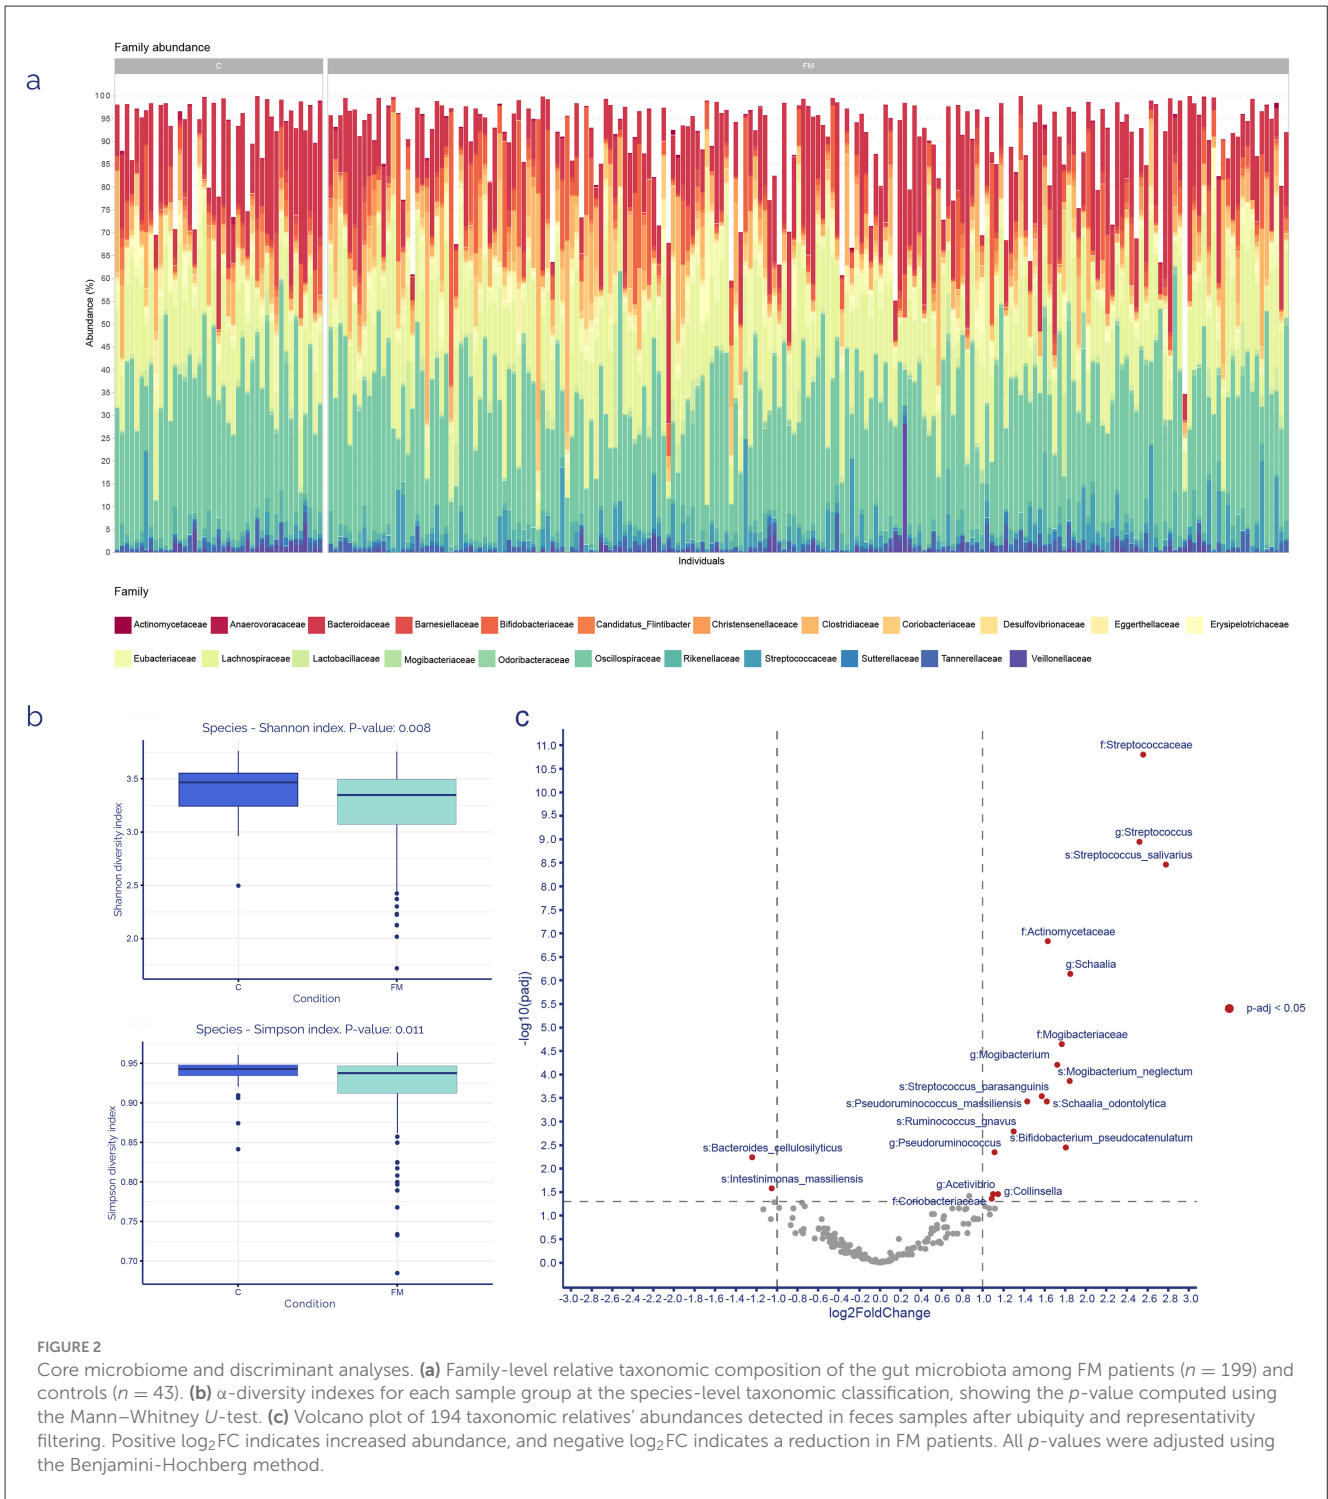 a
Family abundance
C
FM
100
95
90
85
80
75
70
65
60
55
50
45
40
35
30
25
20
15
10
5
0
Abundance (%)
Individuals
Family
Actinomycetaceae Anaerovoracaceae Bacteroidaceae Barnesiellaceae Bifidobacteriaceae Candidatus_Flintibacter Christensenellaceae Clostridiaceae Coriobacteriaceae Desulfovibrionaceae Eggerthellaceae Erysipelotrichaceae
Eubacteriaceae Lachnospiraceae Lactobacillaceae Mogibacteriaceae Odoribacteraceae Oscillospiraceae Rikenellaceae Streptococcaceae Sutterellaceae Tannerellaceae Veillonellaceae
b
Species - Shannon index. P-value: 0.008
3.5
3.0
2.5
2.0
Shannon diversity index
C FM
Condition
Species - Simpson index. P-value: 0.011
0.95
0.90
0.85
0.80
0.75
0.70
Simpson diversity index
C FM
Condition
c
11.0
10.5
10.0
9.5
9.0
8.5
8.0
7.5
7.0
6.5
6.0
5.5
5.0
4.5
4.0
3.5
3.0
2.5
2.0
1.5
1.0
0.5
0.0
-log10(padj)
f:Streptococcaceae
g:Streptococcus
s:Streptococcus_salivarius
f:Actinomycetaceae
g:Schaalia
f:Mogibacteriaceae
g:Mogibacterium
s:Mogibacterium_neglectum
s:Streptococcus_parasanguinis
s:Pseudoruminococcus_massiliensis s:Schaalia_odontolytica
s:Ruminococcus_gnavus
s:Bifidobacterium_pseudocatenulatum
g:Pseudoruminococcus
s:Bacteroides_cellulosilyticus
s:Intestinimonas_massiliensis
g:Acetivibrio
g:Collinsella
f:Coriobacteriaceae
p-adj < 0.05
-3.0 -2.8 -2.6 -2.4 -2.2 -2.0 -1.8 -1.6 -1.4 -1.2 -1.0 -0.8 -0.6 -0.4 -0.2 0.0 0.2 0.4 0.6 0.8 1.0 1.2 1.4 1.6 1.8 2.0 2.2 2.4 2.6 2.8 3.0
log2FoldChange
FIGURE 2
Core microbiome and discriminant analyses. (a) Family-level relative taxonomic composition of the gut microbiota among FM patients (n = 199) and
controls (n = 43). (b) α-diversity indexes for each sample group at the species-level taxonomic classification, showing the p-value computed using
the Mann–Whitney U-test. (c) Volcano plot of 194 taxonomic relatives' abundances detected in feces samples after ubiquity and representativity
filtering. Positive log₂FC indicates increased abundance, and negative log₂FC indicates a reduction in FM patients. All p-values were adjusted using
the Benjamini-Hochberg method.